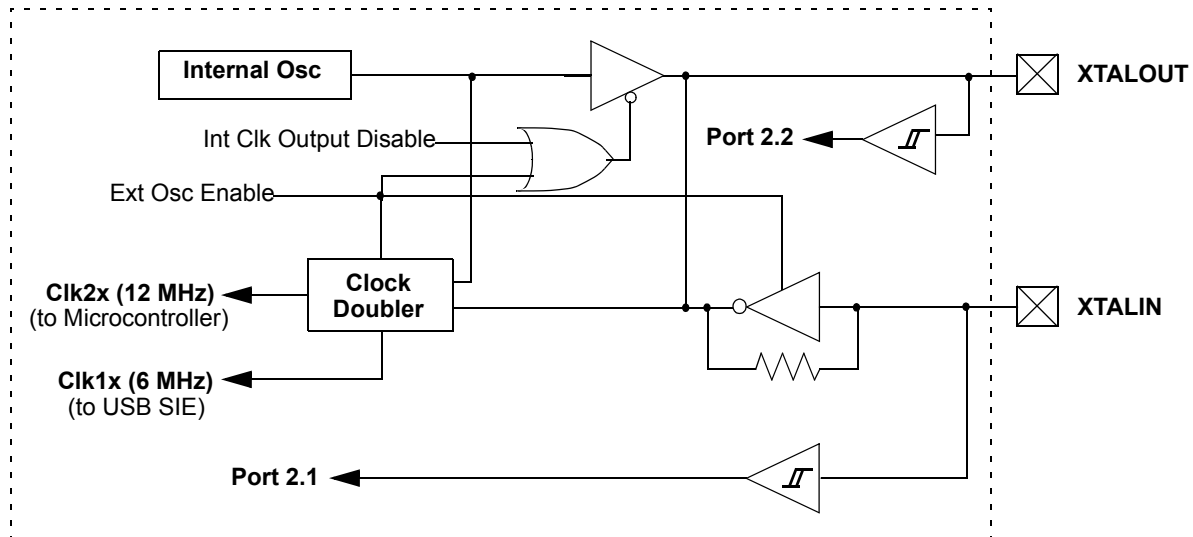 Internal Osc
XTALOUT
Int Clk Output Disable
Port 2.2
Ext Osc Enable
Clk2x (12 MHz)
(to Microcontroller)
Clock
Doubler
XTALIN
Clk1x (6 MHz)
(to USB SIE)
Port 2.1